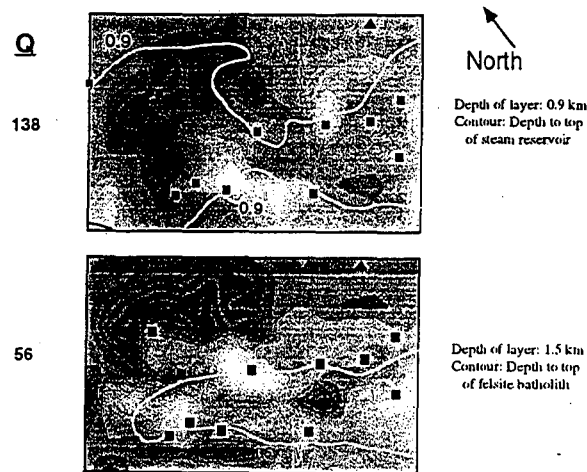 Q
0.9
North
138
Depth of layer: 0.9 km
Contour: Depth to top
of steam reservoir
0.9
56
Depth of layer: 1.5 km
Contour: Depth to top
of felsite batholith